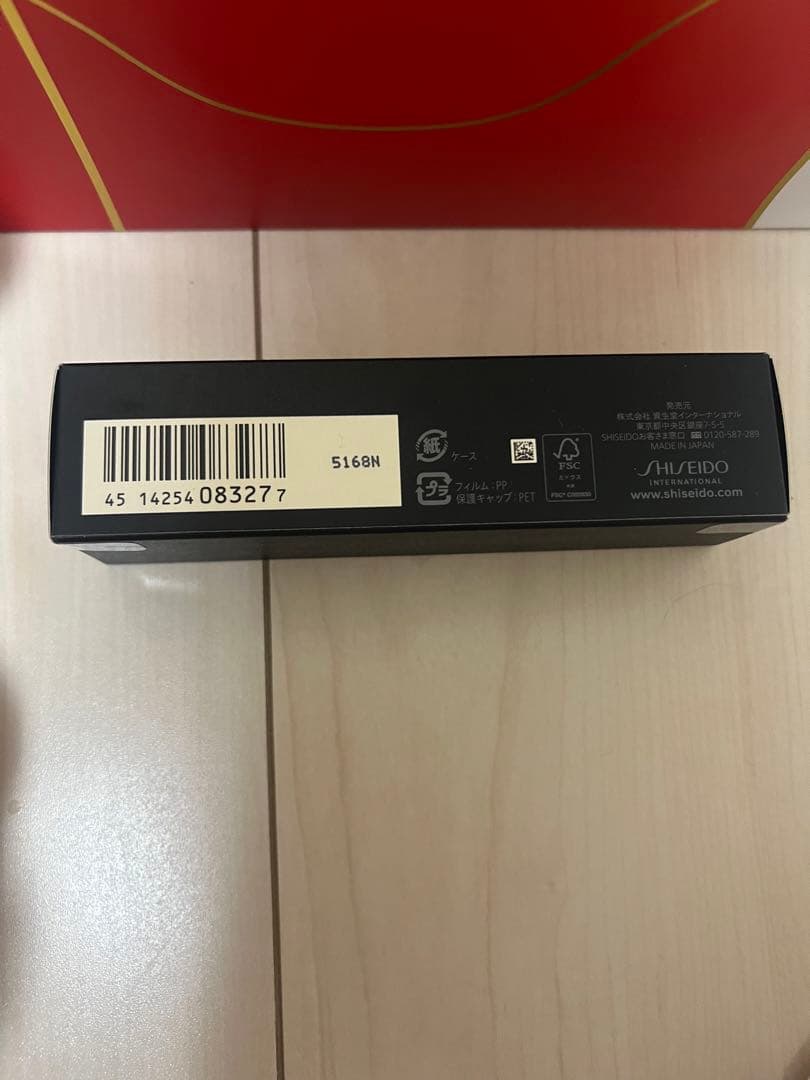 45 14254 08327 7
5168N
紙
ケース
プラ
フィルム:PP
保護キャップ:PET
FSC
ミックス
発売元
株式会社 資生堂インターナショナル
東京都中央区銀座7-5-5
SHISEIDOお客さま窓口 0120-587-289
MADE IN JAPAN
SHISEIDO
INTERNATIONAL
www.shiseido.com